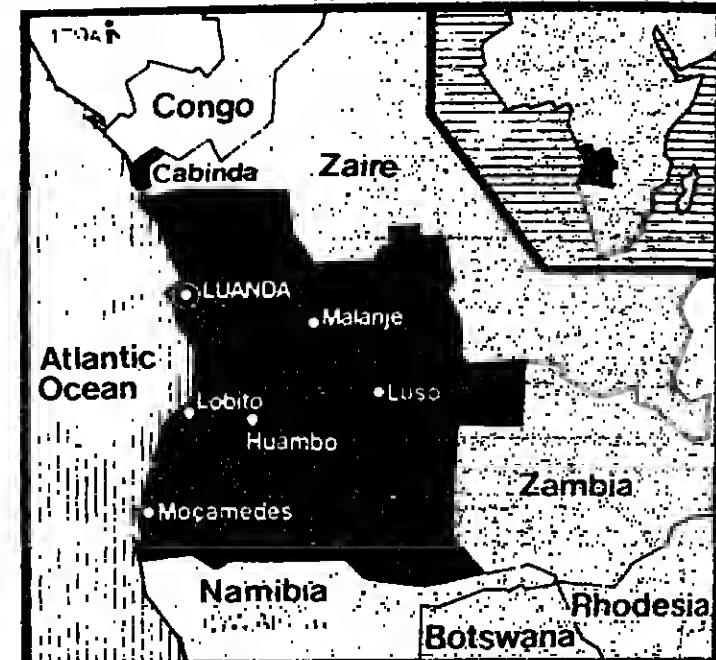 Congo
Cabinda
Zaire
LUANDA
Malanje
Atlantic
Ocean
Lobito
Luso
Huambo
Zambia
Moçamedes
Namibia
Rhodesia
Botswana